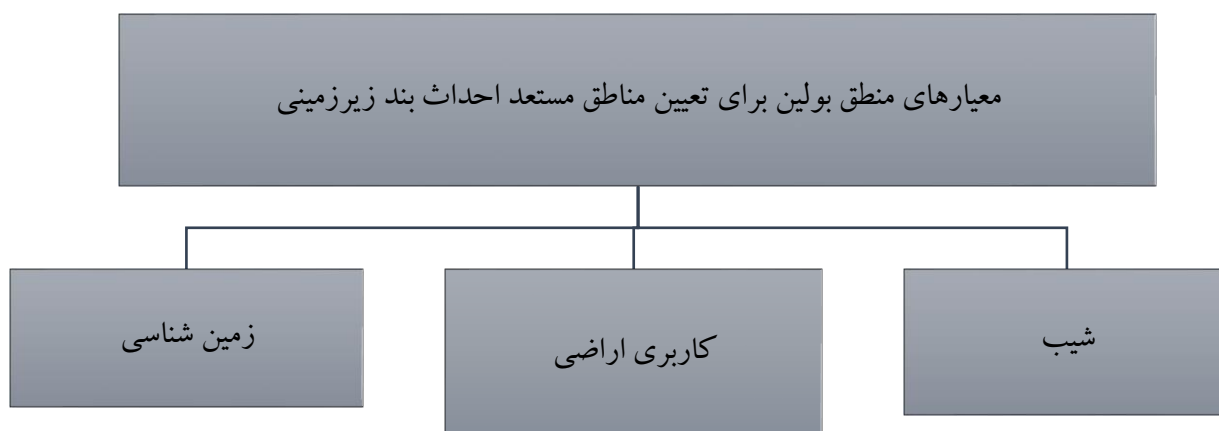 معیارهای منطق بولین برای تعیین مناطق مستعد احداث بند زیرزمینی
شیب
کاربری اراضی
زمین شناسی